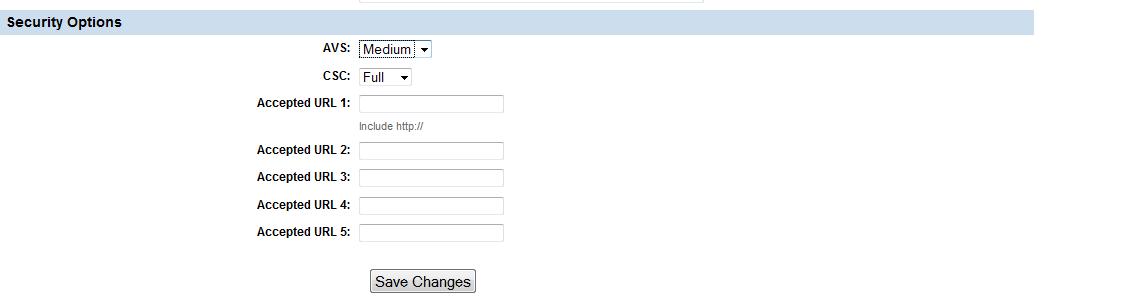 Security Options
AVS: Medium
CSC: Full
Accepted URL 1:
Include http://
Accepted URL 2:
Accepted URL 3:
Accepted URL 4:
Accepted URL 5:
Save Changes